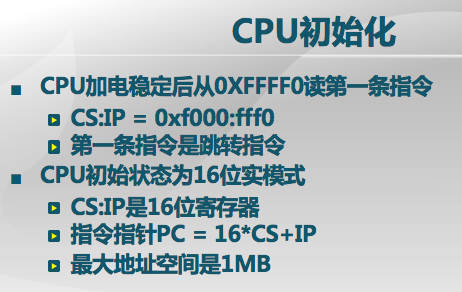 CPU初始化
CPU加电稳定后从0XFFFF0读第一条指令
CS:IP = 0xf000:fff0
第一条指令是跳转指令
CPU初始状态为16位实模式
CS:IP是16位寄存器
指令指针PC = 16*CS+IP
最大地址空间是1MB